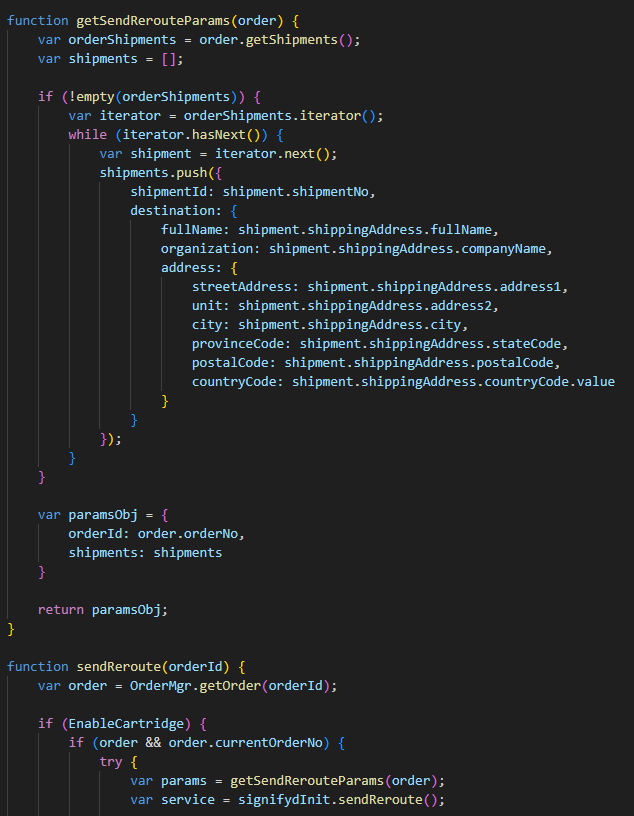 function getSendRerouteParams(order) {
    var orderShipments = order.getShipments();
    var shipments = [];

    if (!empty(orderShipments)) {
        var iterator = orderShipments.iterator();
        while (iterator.hasNext()) {
            var shipment = iterator.next();
            shipments.push({
                shipmentId: shipment.shipmentNo,
                destination: {
                    fullName: shipment.shippingAddress.fullName,
                    organization: shipment.shippingAddress.companyName,
                    address: {
                        streetAddress: shipment.shippingAddress.address1,
                        unit: shipment.shippingAddress.address2,
                        city: shipment.shippingAddress.city,
                        provinceCode: shipment.shippingAddress.stateCode,
                        postalCode: shipment.shippingAddress.postalCode,
                        countryCode: shipment.shippingAddress.countryCode.value
                    }
                }
            });
        }
    }

    var paramsObj = {
        orderId: order.orderNo,
        shipments: shipments
    }

    return paramsObj;
}

function sendReroute(orderId) {
    var order = OrderMgr.getOrder(orderId);

    if (EnableCartridge) {
        if (order && order.currentOrderNo) {
            try {
                var params = getSendRerouteParams(order);
                var service = signifydInit.sendReroute();